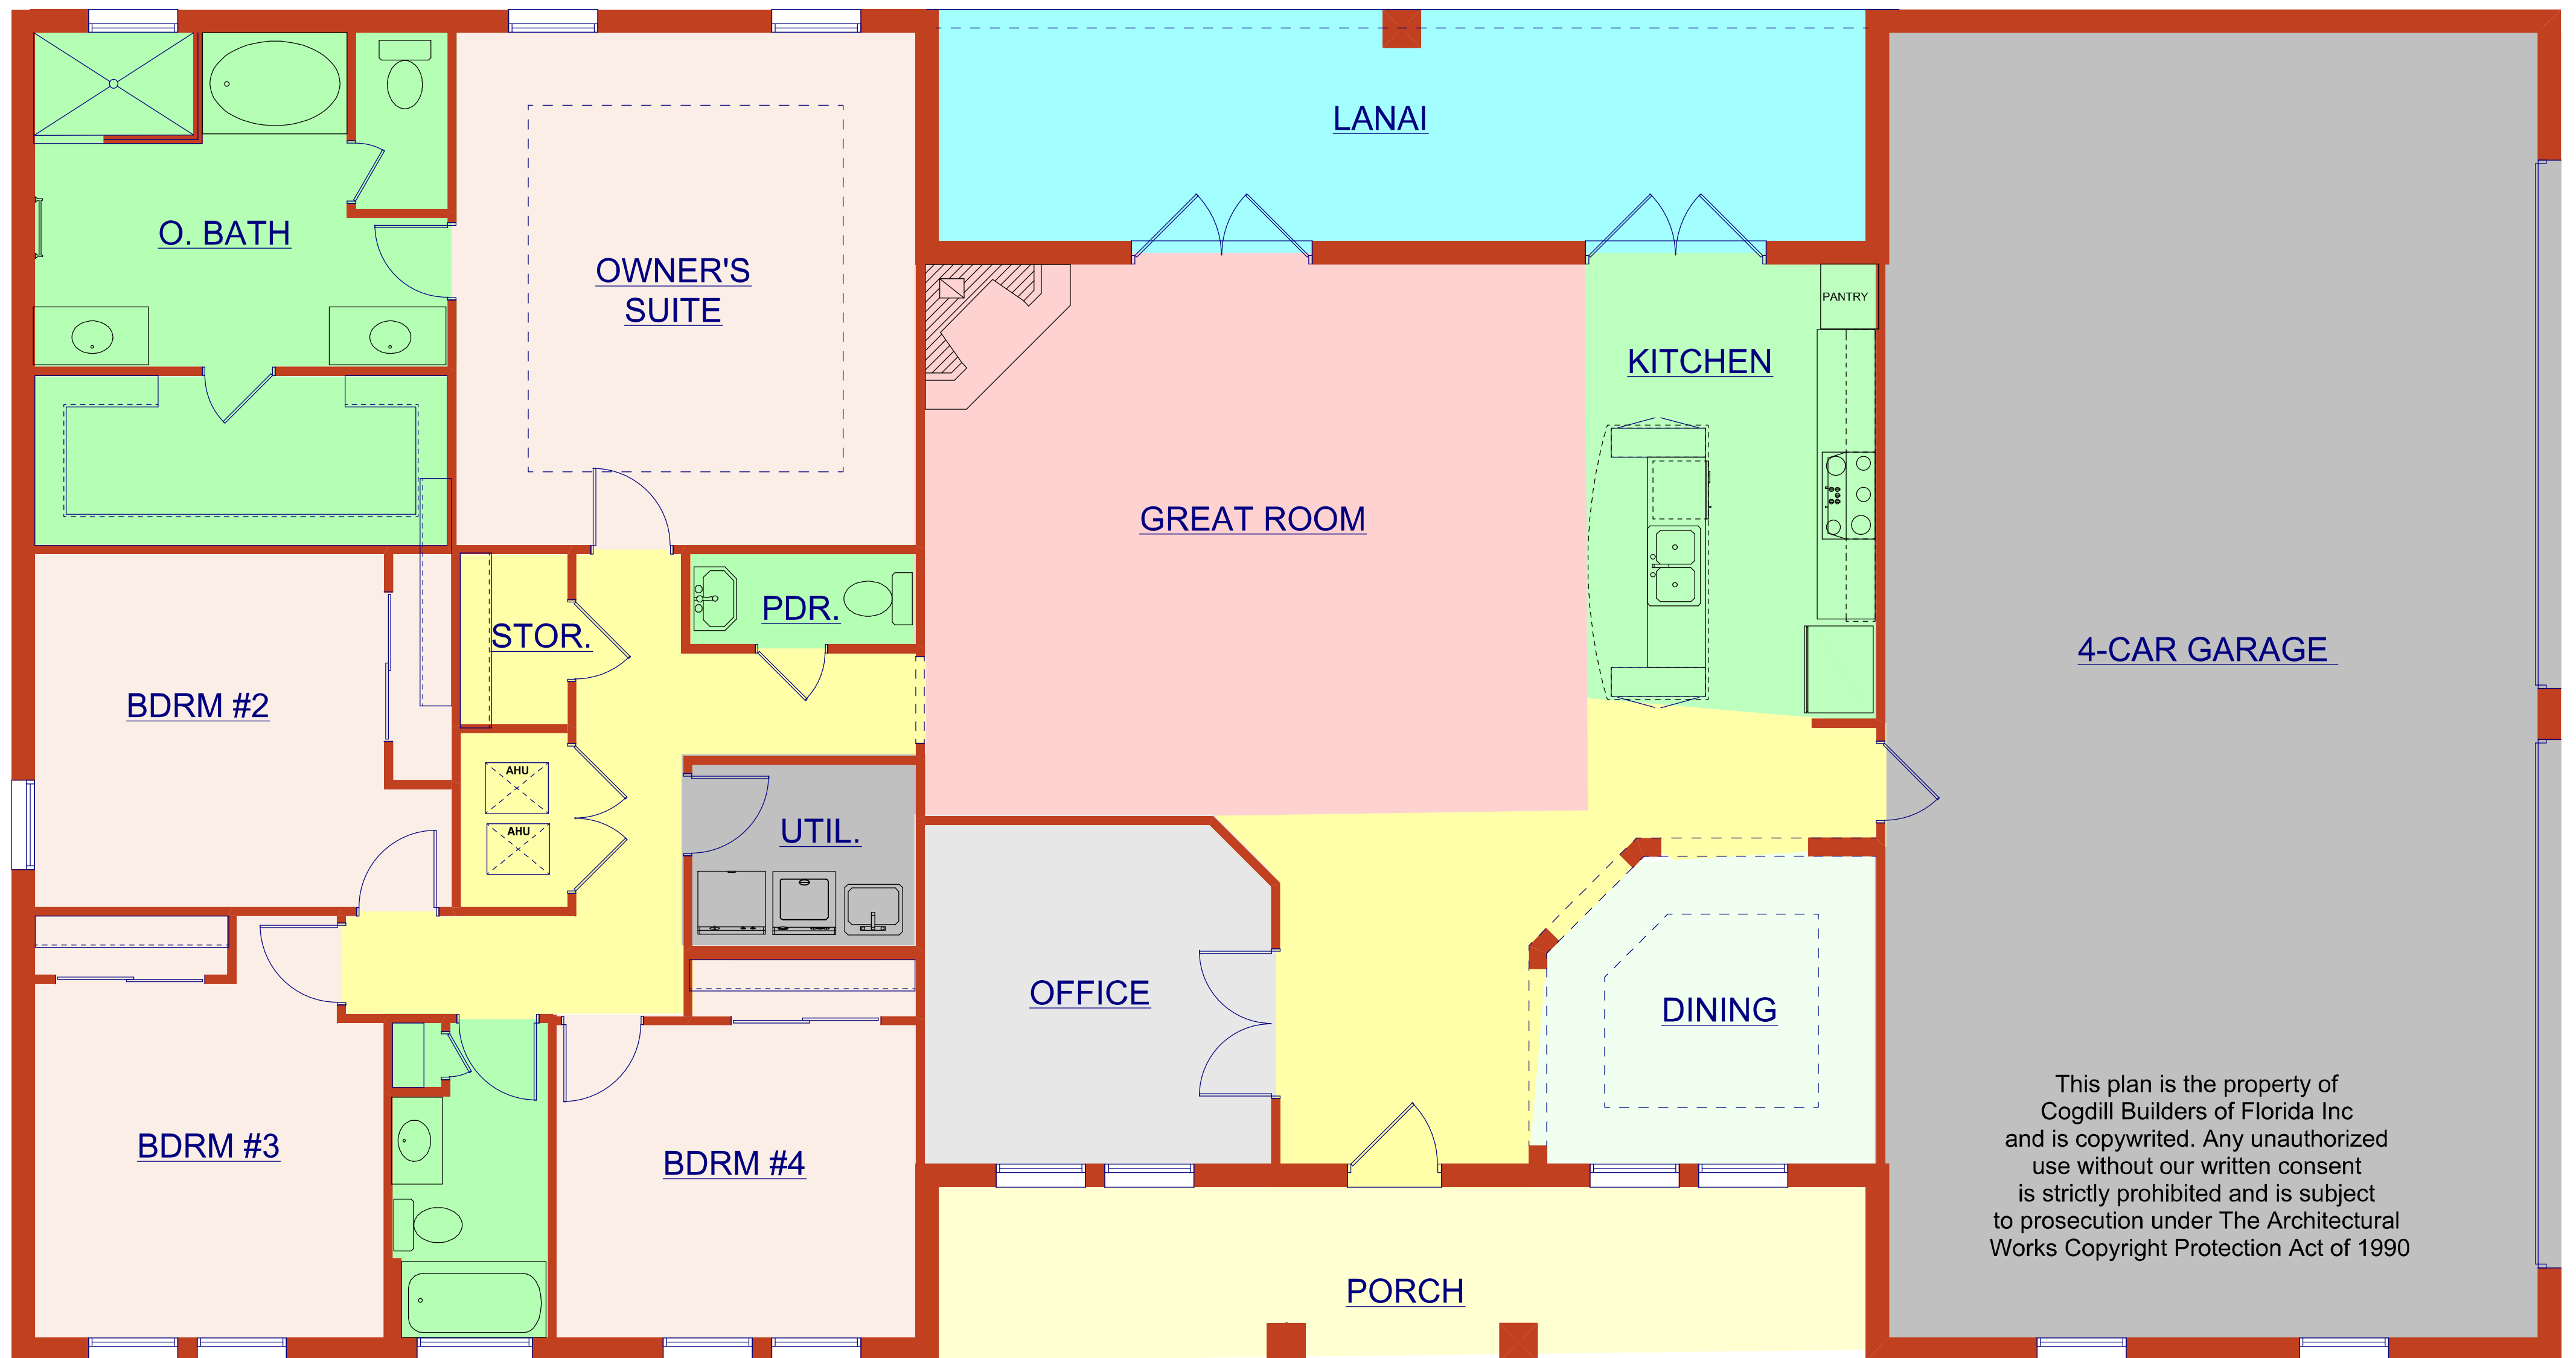 LANAI
O. BATH
OWNER'S
SUITE
PANTRY
KITCHEN
GREAT ROOM
PDR.
STOR.
4-CAR GARAGE
BDRM #2
AHU
AHU
UTIL.
OFFICE
DINING
BDRM #3
BDRM #4
PORCH
This plan is the property of
Cogdill Builders of Florida Inc
and is copywrited. Any unauthorized
use without our written consent
is strictly prohibited and is subject
to prosecution under The Architectural
Works Copyright Protection Act of 1990